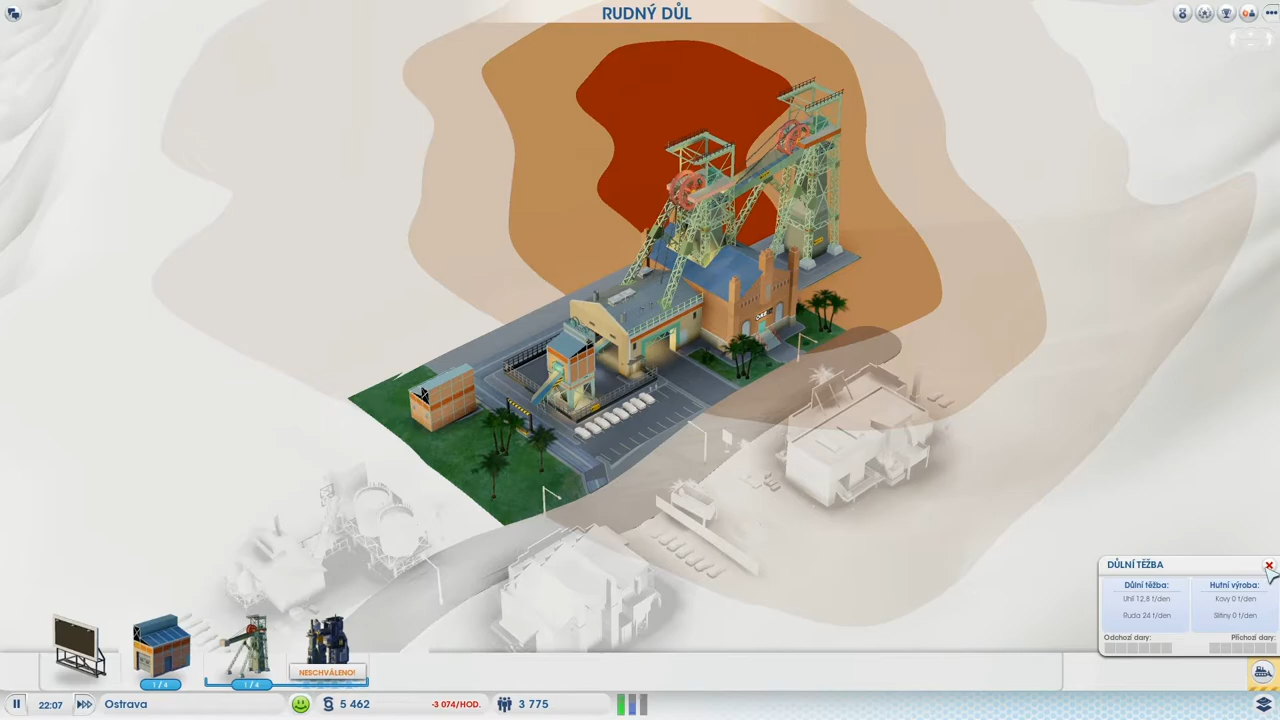 RUDNÝ DŮL
ORE
DŮLNÍ TĚŽBA
Důlní těžba:
Hutní výroba:
Uhlí 12,8 t/den
Kovy 0 t/den
Ruda 24 t/den
Slitiny 0 t/den
Odchozí dary:
Příchozí dary:
NESCHVÁLENO!
1 / 4
1 / 4
22:07
Ostrava
5 462
-3 074/HOD.
3 775